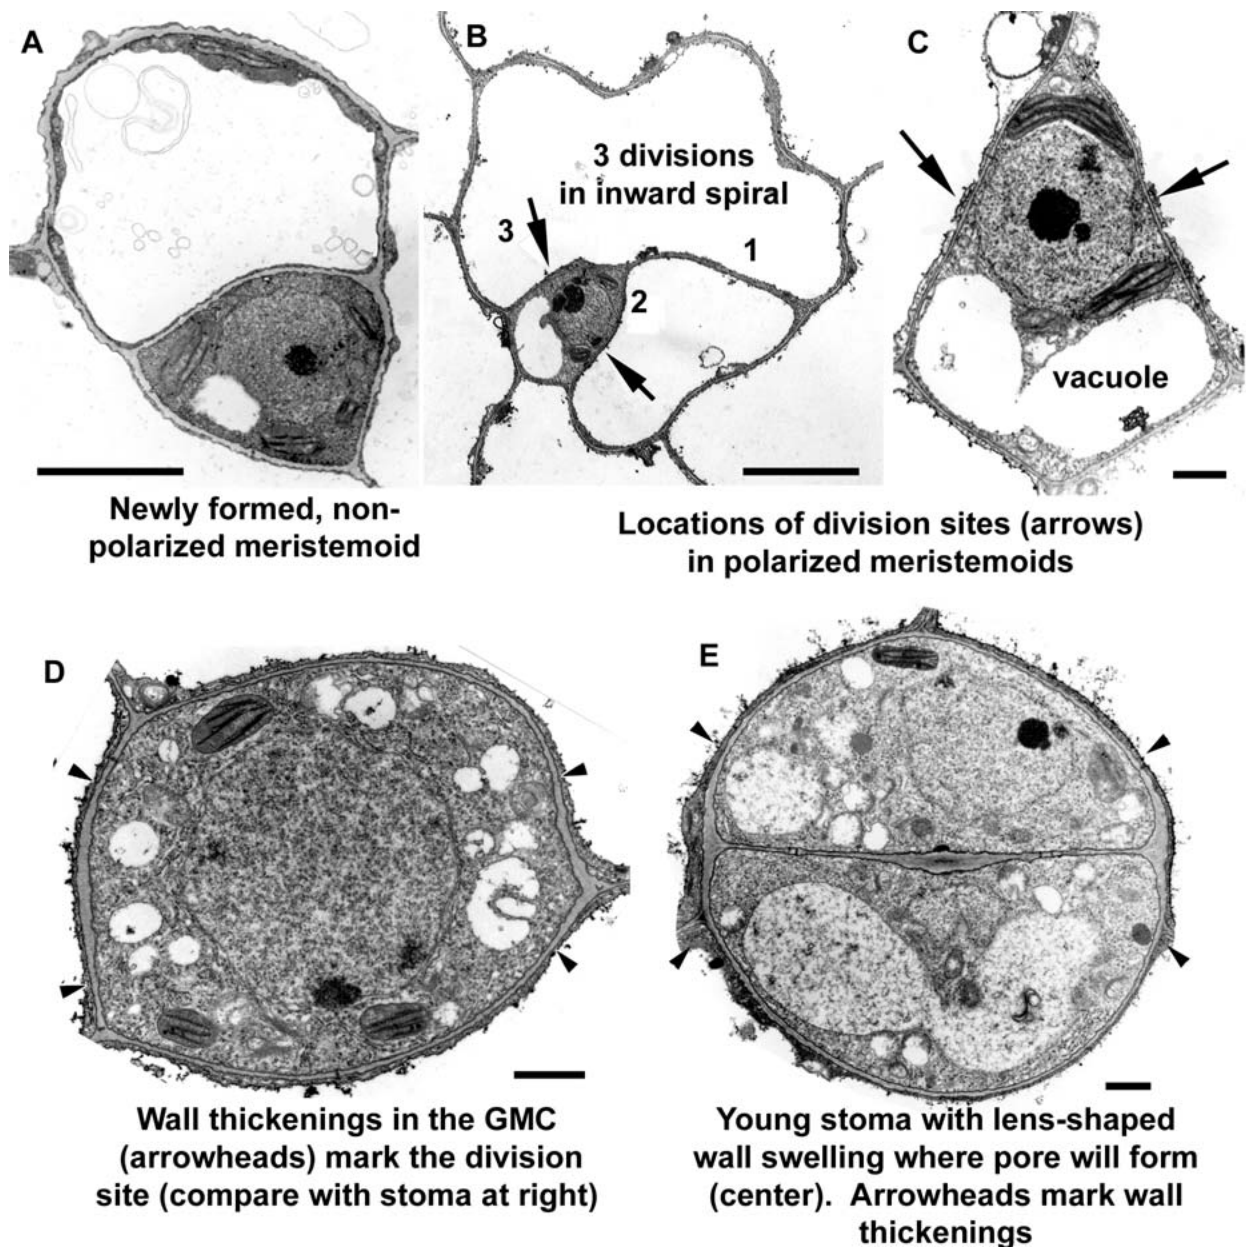 A
B
C
3 divisions
in inward spiral
3
1
2
vacuole
Newly formed, non-
polarized meristemoid
Locations of division sites (arrows)
in polarized meristemoids
D
E
Wall thickenings in the GMC
(arrowheads) mark the division
site (compare with stoma at right)
Young stoma with lens-shaped
wall swelling where pore will form
(center).  Arrowheads mark wall
thickenings